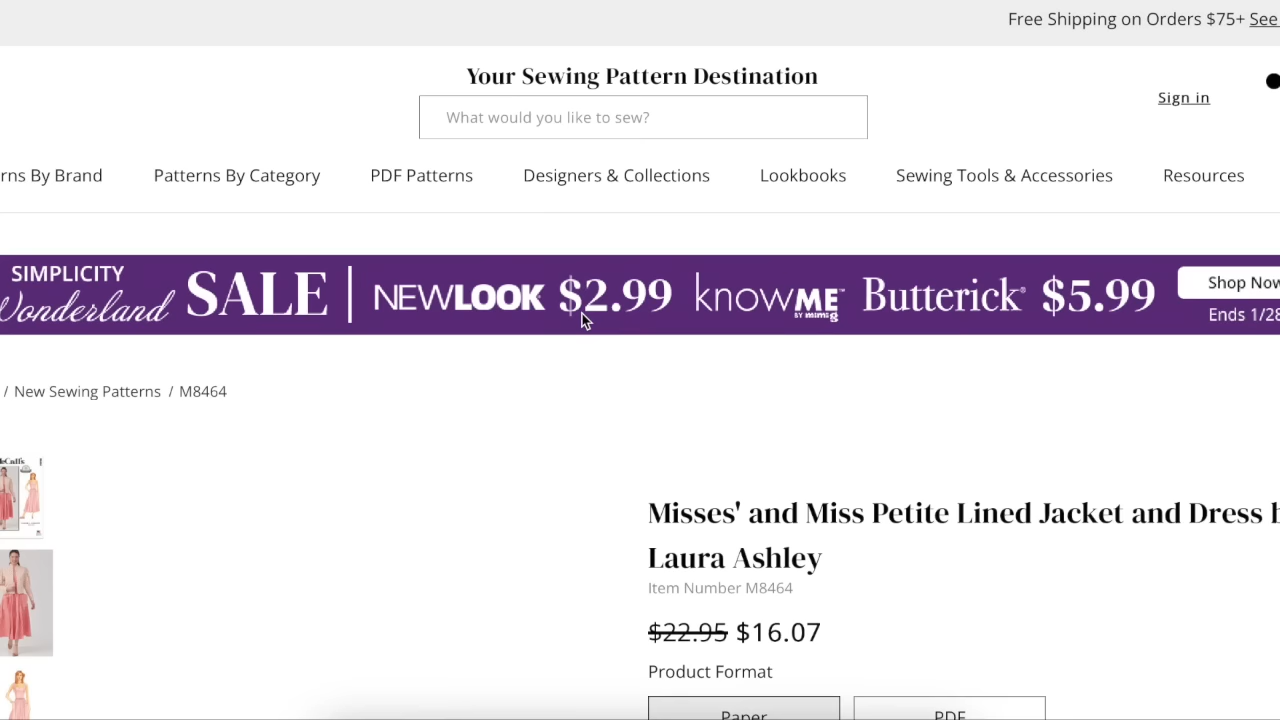 Free Shipping on Orders $75+ See
Your Sewing Pattern Destination
What would you like to sew?
Sign in
rns By Brand
Patterns By Category
PDF Patterns
Designers & Collections
Lookbooks
Sewing Tools & Accessories
Resources
SIMPLICITY
Wonderland
SALE
NEWLOOK $2.99
knowME™
BY mimi g
Butterick® $5.99
Shop Now
Ends 1/28
/ New Sewing Patterns / M8464
Misses' and Miss Petite Lined Jacket and Dress b
Laura Ashley
Item Number M8464
$22.95 $16.07
Product Format
Paper
PDF